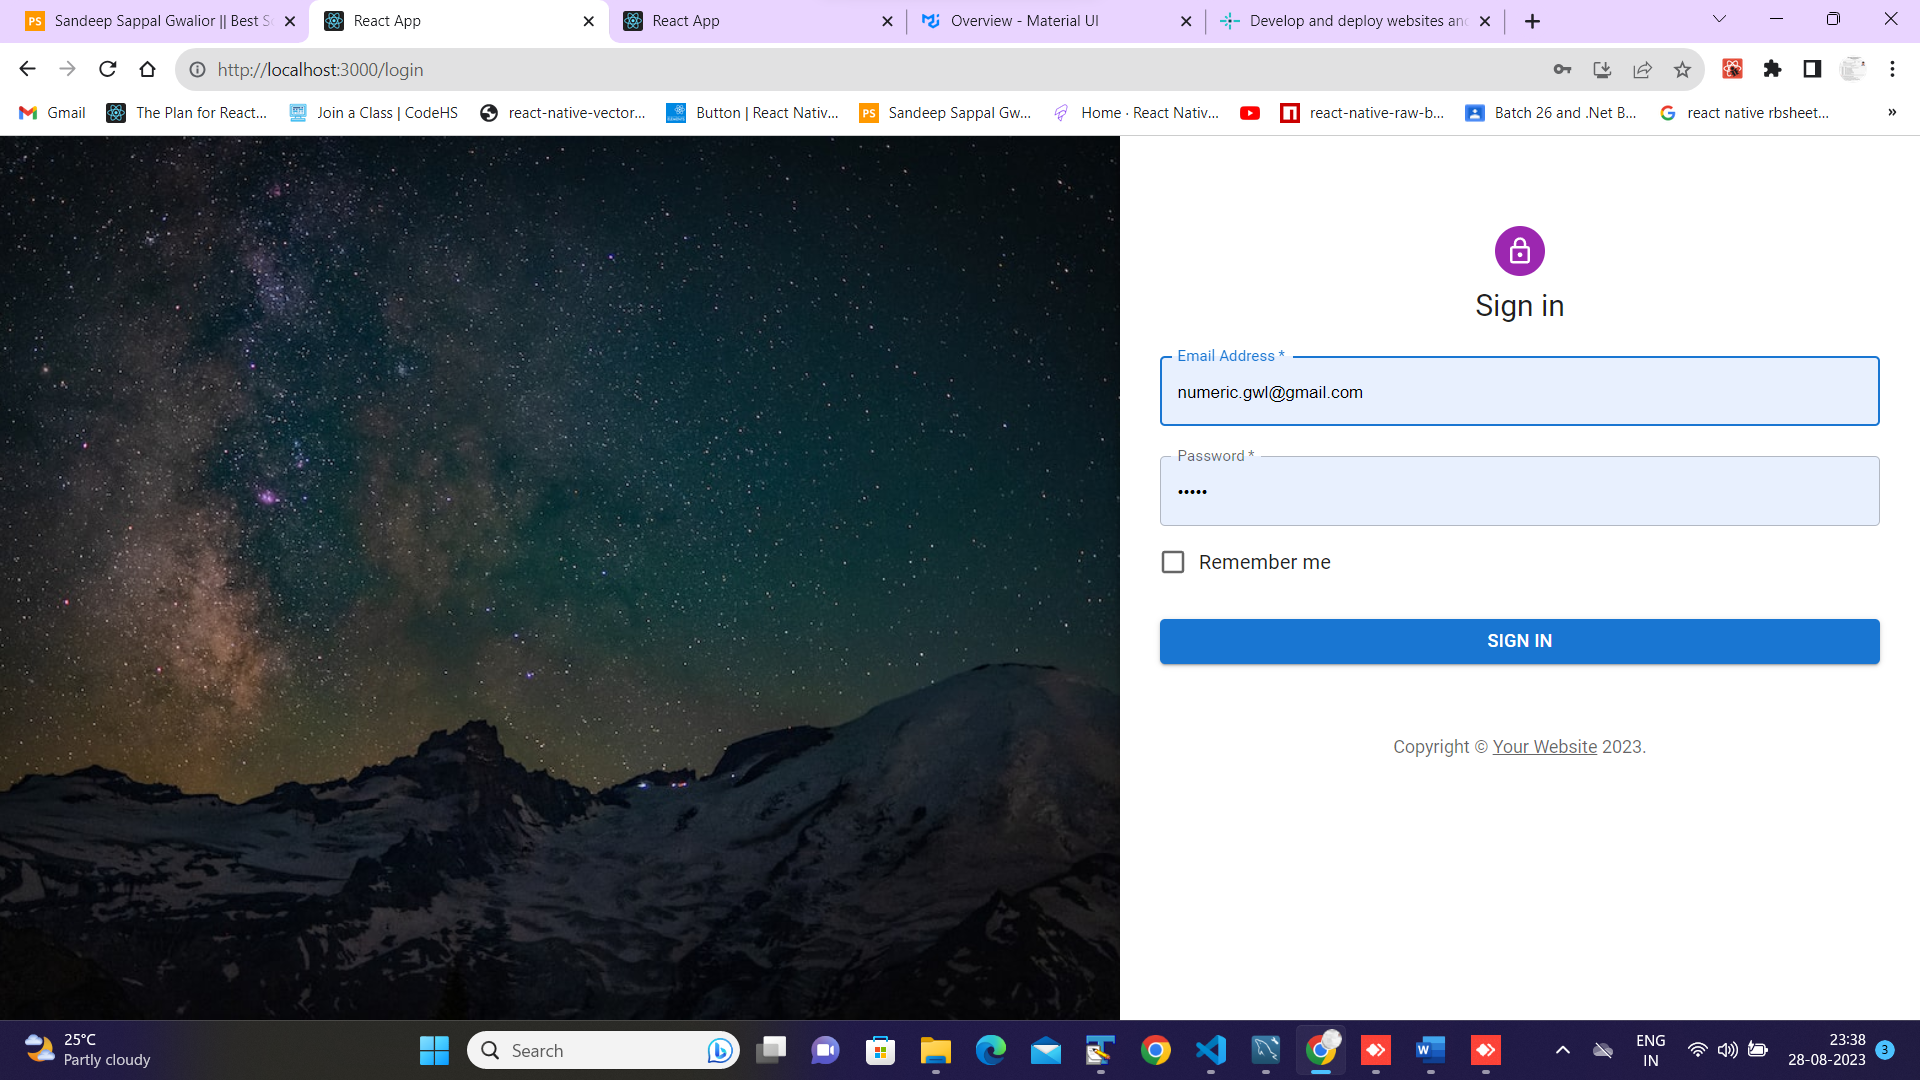 PS Sandeep Sappal Gwalior || Best S
React App
React App
Overview - Material UI
Develop and deploy websites an
http://localhost:3000/login
Gmail
The Plan for React...
Join a Class | CodeHS
react-native-vector...
Button | React Nativ...
PS Sandeep Sappal Gw...
Home · React Nativ...
react-native-raw-b...
Batch 26 and .Net B...
react native rbsheet...
»
Sign in
Email Address *
numeric.gwl@gmail.com
Password *
•••••
Remember me
SIGN IN
Copyright © Your Website 2023.
25°C
Partly cloudy
Search
ENG
IN
23:38
28-08-2023
3